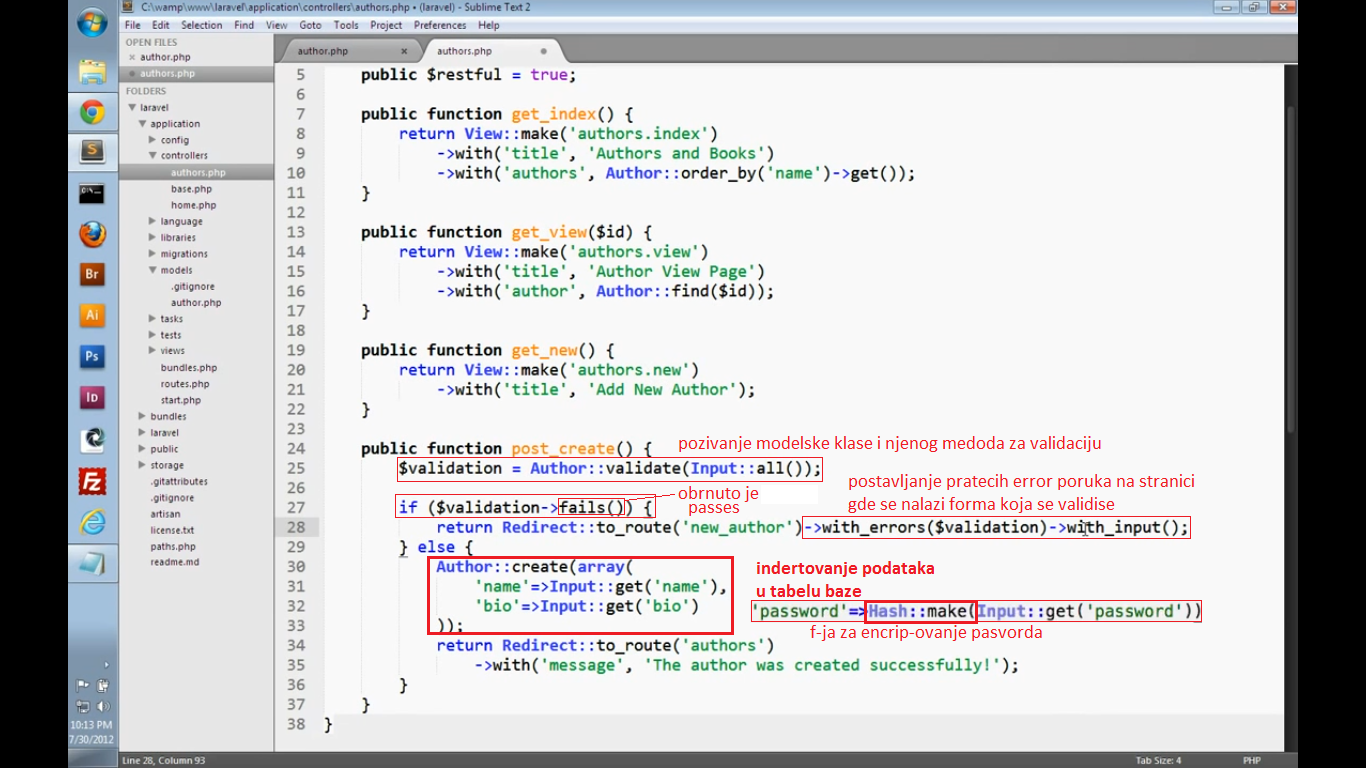 C:\wamp\www\laravel\application\controllers\authors.php • (laravel) - Sublime Text 2
File Edit Selection Find View Goto Tools Project Preferences Help
OPEN FILES
author.php
authors.php
FOLDERS
laravel
application
config
controllers
authors.php
base.php
home.php
language
libraries
migrations
models
.gitignore
author.php
tasks
tests
views
bundles.php
routes.php
start.php
bundles
laravel
public
storage
.gitattributes
.gitignore
artisan
license.txt
paths.php
readme.md
author.php
authors.php
5 public $restful = true;
6
7 public function get_index() {
8 return View::make('authors.index')
9 ->with('title', 'Authors and Books')
10 ->with('authors', Author::order_by('name')->get());
11 }
12
13 public function get_view($id) {
14 return View::make('authors.view')
15 ->with('title', 'Author View Page')
16 ->with('author', Author::find($id));
17 }
18
19 public function get_new() {
20 return View::make('authors.new')
21 ->with('title', 'Add New Author');
22 }
23
24 public function post_create() {
25 $validation = Author::validate(Input::all());
26
27 if ($validation->fails()) {
28 return Redirect::to_route('new_author')->with_errors($validation)->with_input();
29 } else {
30 Author::create(array(
31 'name'=>Input::get('name'),
32 'bio'=>Input::get('bio')
33 ));
34 return Redirect::to_route('authors')
35 ->with('message', 'The author was created successfully!');
36 }
37 }
38 }
pozivanje modelske klase i njenog medoda za validaciju
postavljanje pratecih error poruka na stranici
gde se nalazi forma koja se validise
obrnuto je
passes
indertovanje podataka
u tabelu baze
'password'=>Hash::make(Input::get('password'))
f-ja za encrip-ovanje pasvorda
Br
Ai
Ps
Id
Fz
10:13 PM
7/30/2012
Line 28, Column 93
Tab Size: 4
PHP